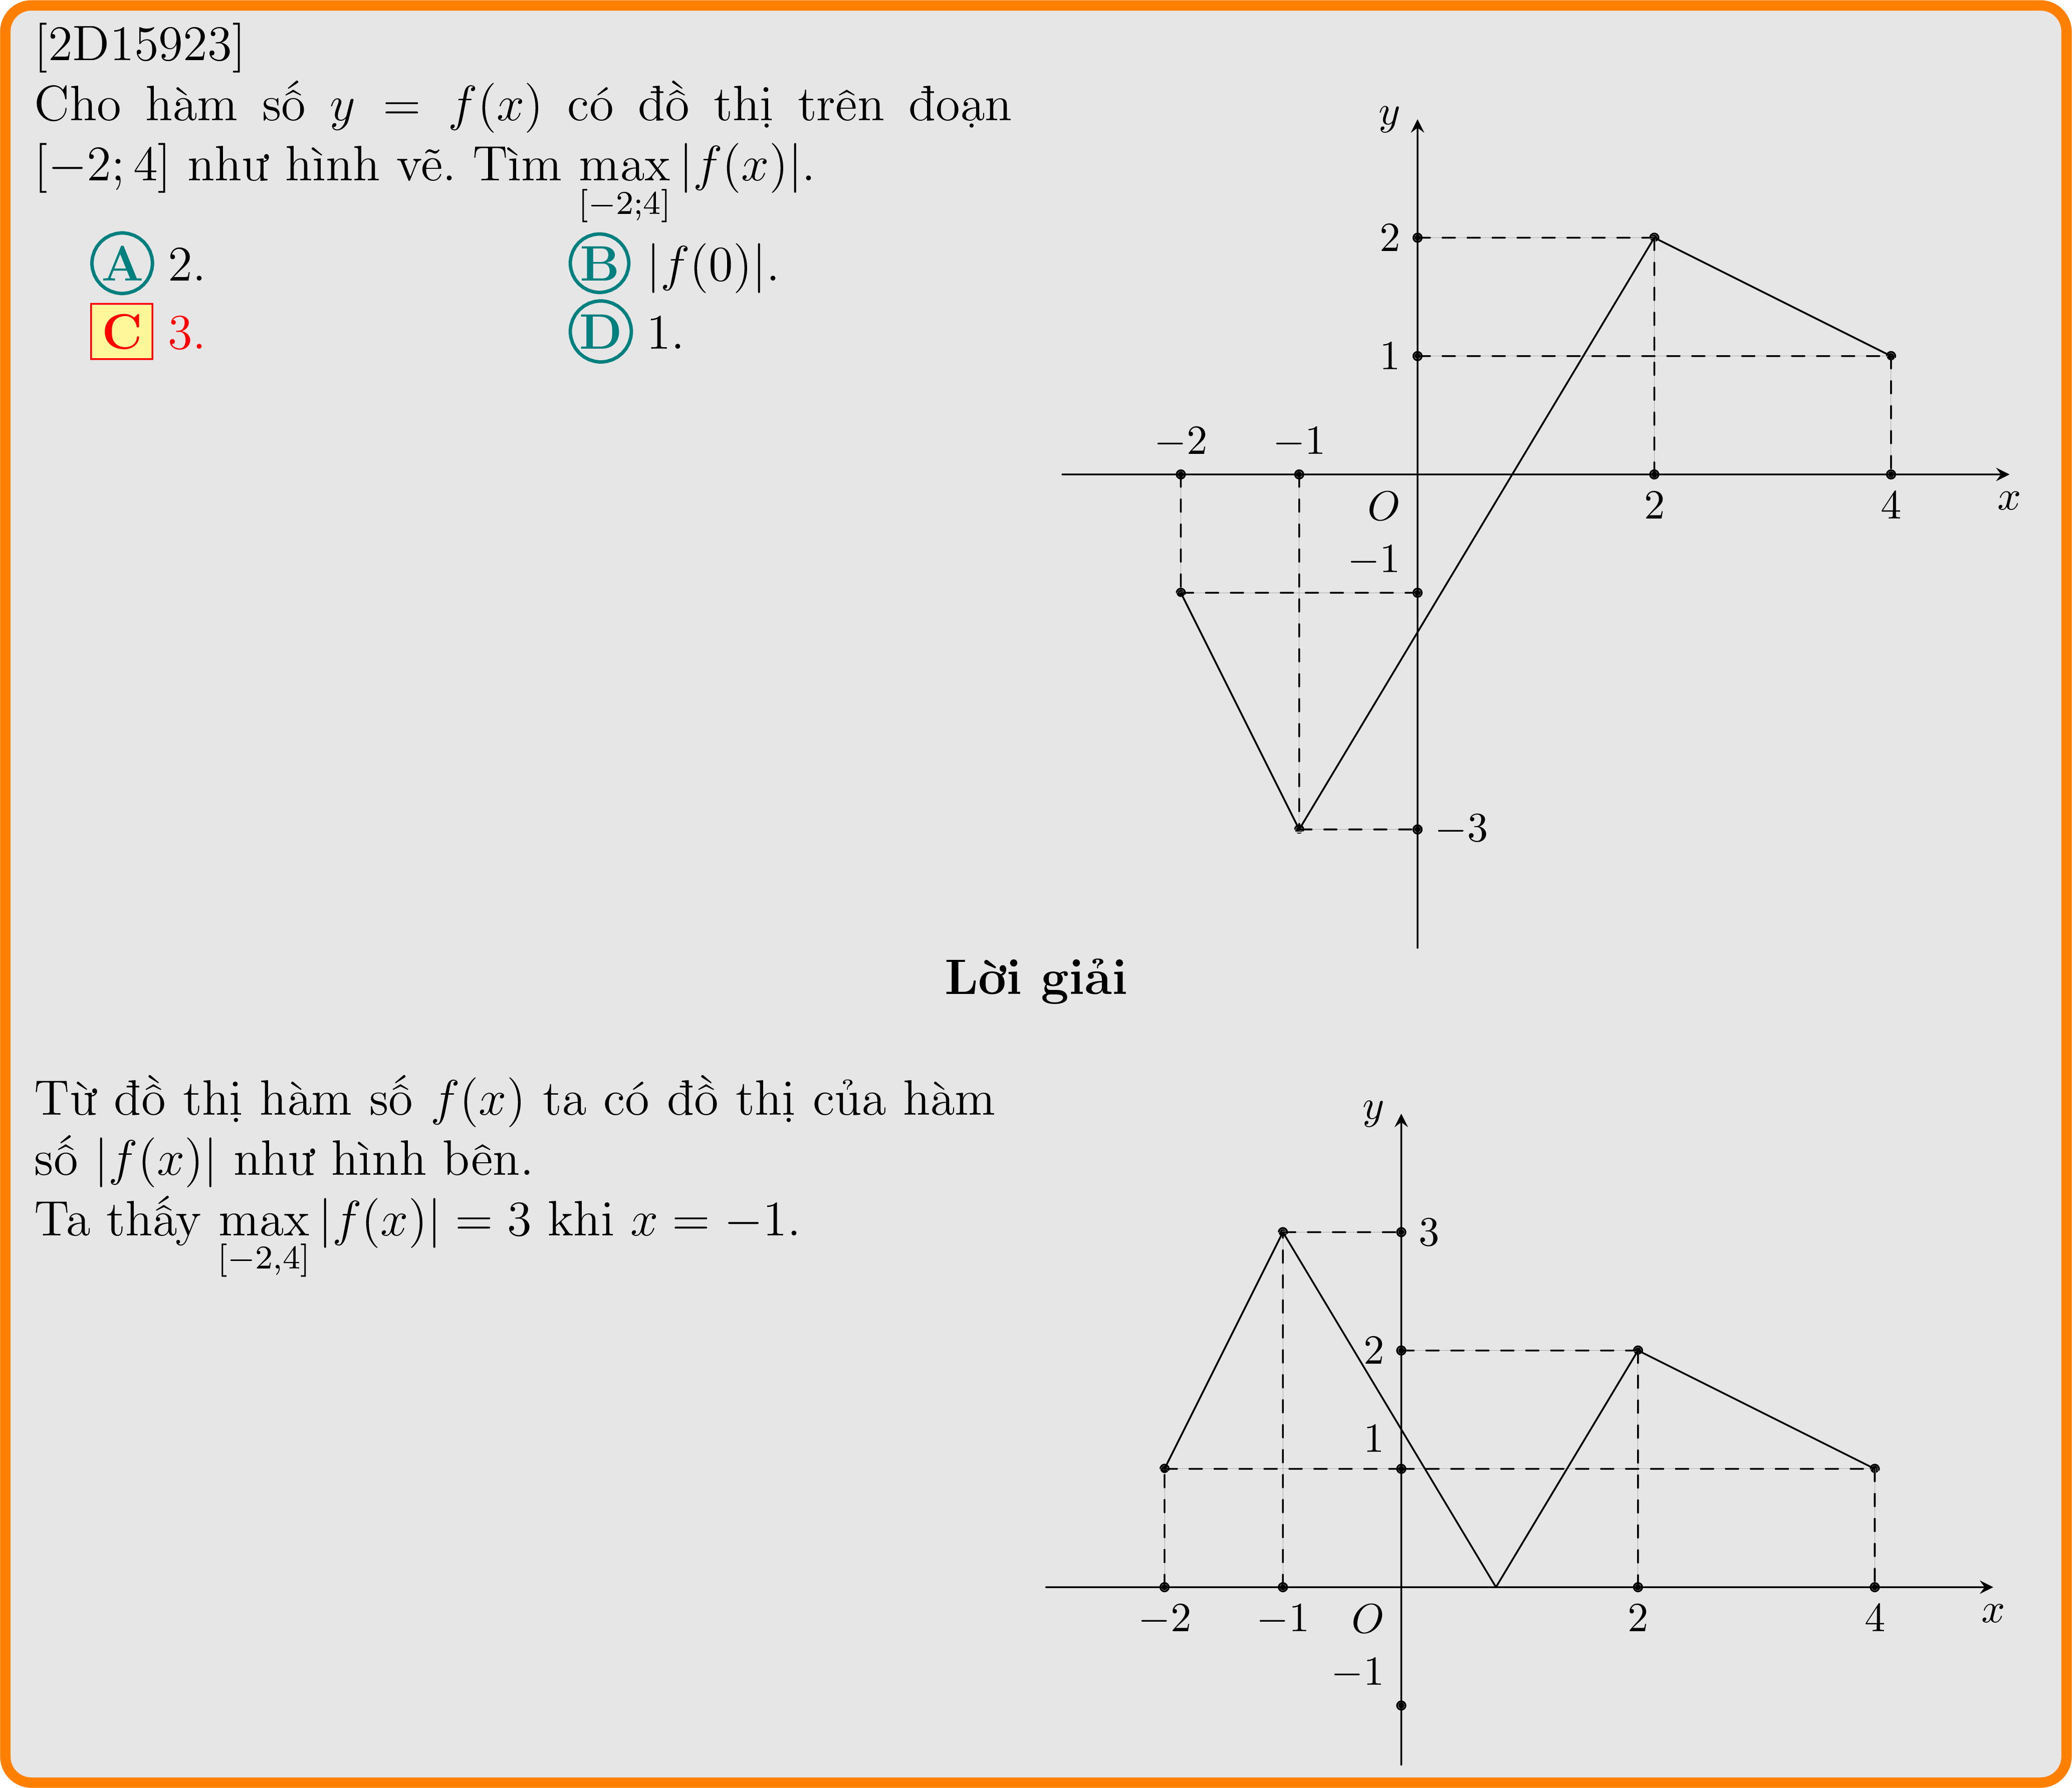 [2D15923]
Cho hàm số y = f(x) có đồ thị trên đoạn
[−2; 4] như hình vẽ. Tìm max |f(x)|.
[−2;4]
A 2.
B |f(0)|.
C 3.
D 1.
y
2
1
−2
−1
O
2
4
x
−1
−3
Lời giải
Từ đồ thị hàm số f(x) ta có đồ thị của hàm
số |f(x)| như hình bên.
Ta thấy max |f(x)| = 3 khi x = −1.
[−2,4]
y
3
2
1
−2
−1
O
2
4
x
−1